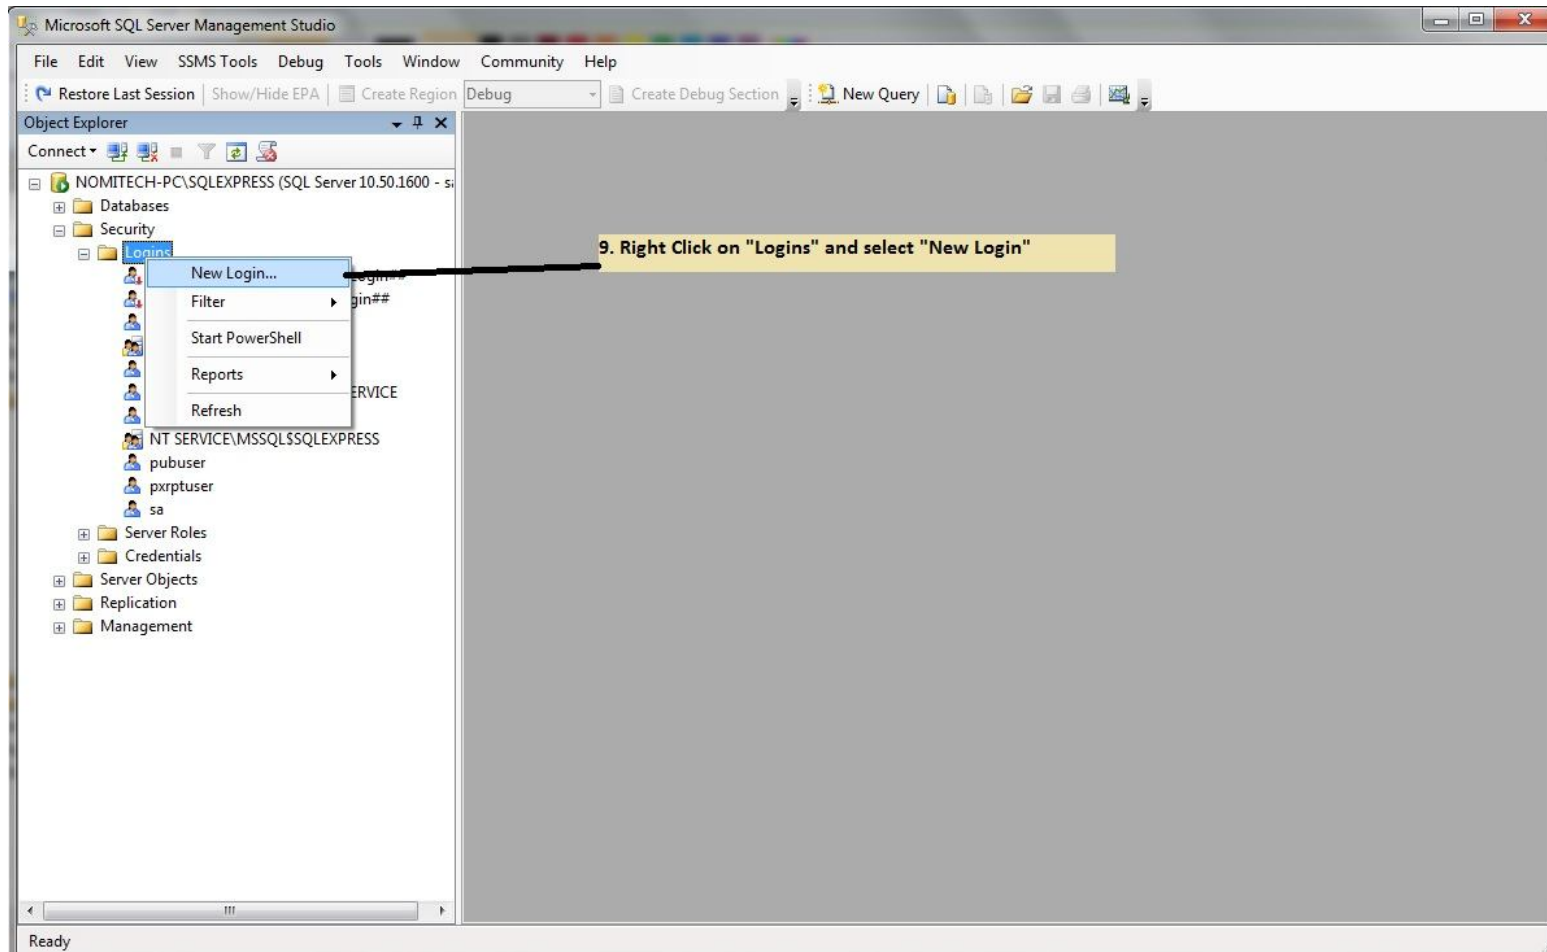 Microsoft SQL Server Management Studio
File Edit View SSMS Tools Debug Tools Window Community Help
Restore Last Session Show/Hide EPA Create Region Debug Create Debug Section New Query
Object Explorer
Connect
NOMITECH-PC\SQLEXPRESS (SQL Server 10.50.1600 - sa
Databases
Security
Logins
9. Right Click on "Logins" and select "New Login"
New Login...
Filter
gin##
Start PowerShell
Reports
ERVICE
Refresh
NT SERVICE\MSSQL$SQLEXPRESS
pubuser
pxrptuser
sa
Server Roles
Credentials
Server Objects
Replication
Management
Ready